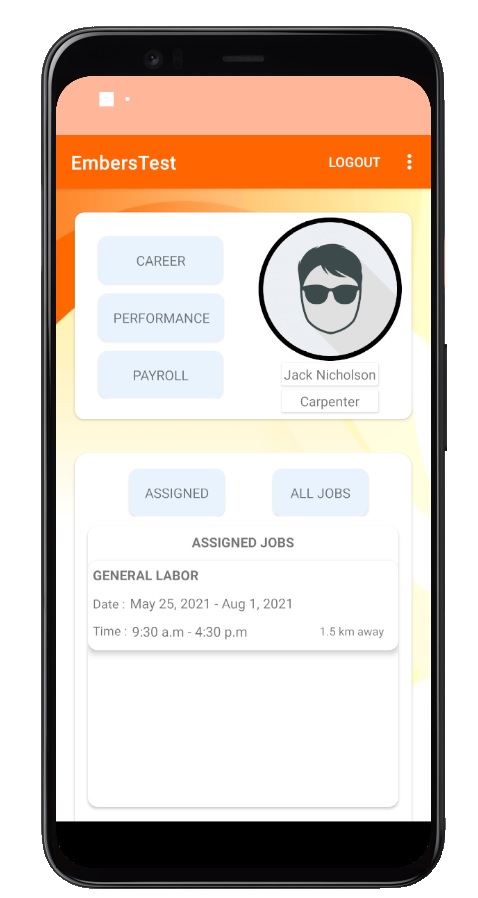 EmbersTest LOGOUT
CAREER
PERFORMANCE
PAYROLL
Jack Nicholson
Carpenter
ASSIGNED ALL JOBS
ASSIGNED JOBS
GENERAL LABOR
Date : May 25, 2021 - Aug 1, 2021
Time : 9:30 a.m - 4:30 p.m 1.5 km away